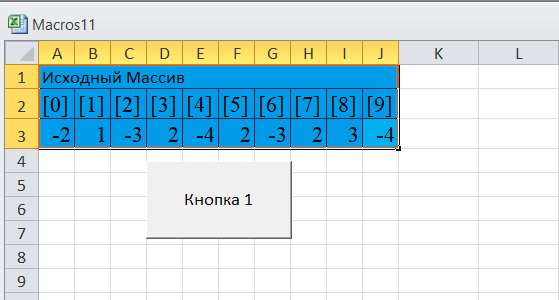 Macros11
A B C D E F G H I J K L
1 Исходный Массив
2 [0] [1] [2] [3] [4] [5] [6] [7] [8] [9]
3 -2 1 -3 2 -4 2 -3 2 3 -4
4
5
6 Кнопка 1
7
8
9